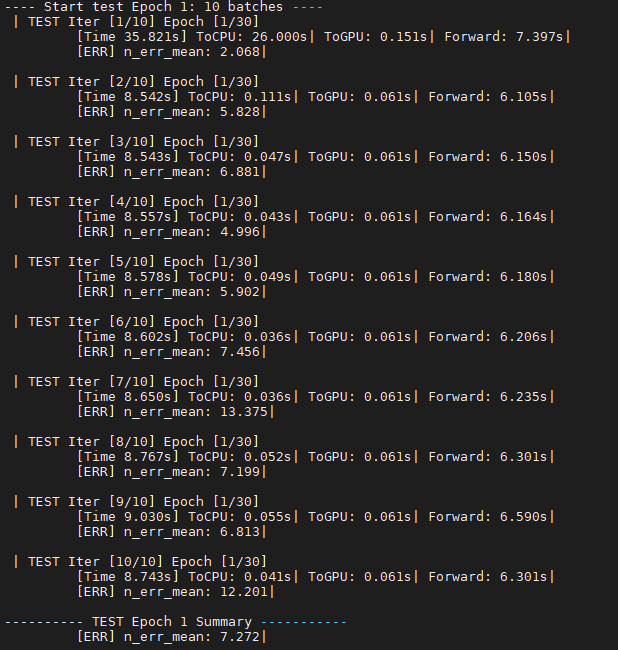 ---- Start test Epoch 1: 10 batches ----
| TEST Iter [1/10] Epoch [1/30]
[Time 35.821s] ToCPU: 26.000s| ToGPU: 0.151s| Forward: 7.397s|
[ERR] n_err_mean: 2.068|
| TEST Iter [2/10] Epoch [1/30]
[Time 8.542s] ToCPU: 0.111s| ToGPU: 0.061s| Forward: 6.105s|
[ERR] n_err_mean: 5.828|
| TEST Iter [3/10] Epoch [1/30]
[Time 8.543s] ToCPU: 0.047s| ToGPU: 0.061s| Forward: 6.150s|
[ERR] n_err_mean: 6.881|
| TEST Iter [4/10] Epoch [1/30]
[Time 8.557s] ToCPU: 0.043s| ToGPU: 0.061s| Forward: 6.164s|
[ERR] n_err_mean: 4.996|
| TEST Iter [5/10] Epoch [1/30]
[Time 8.578s] ToCPU: 0.049s| ToGPU: 0.061s| Forward: 6.180s|
[ERR] n_err_mean: 5.902|
| TEST Iter [6/10] Epoch [1/30]
[Time 8.602s] ToCPU: 0.036s| ToGPU: 0.061s| Forward: 6.206s|
[ERR] n_err_mean: 7.456|
| TEST Iter [7/10] Epoch [1/30]
[Time 8.650s] ToCPU: 0.036s| ToGPU: 0.061s| Forward: 6.235s|
[ERR] n_err_mean: 13.375|
| TEST Iter [8/10] Epoch [1/30]
[Time 8.767s] ToCPU: 0.052s| ToGPU: 0.061s| Forward: 6.301s|
[ERR] n_err_mean: 7.199|
| TEST Iter [9/10] Epoch [1/30]
[Time 9.030s] ToCPU: 0.055s| ToGPU: 0.061s| Forward: 6.590s|
[ERR] n_err_mean: 6.813|
| TEST Iter [10/10] Epoch [1/30]
[Time 8.743s] ToCPU: 0.041s| ToGPU: 0.061s| Forward: 6.301s|
[ERR] n_err_mean: 12.201|
---------- TEST Epoch 1 Summary -----------
[ERR] n_err_mean: 7.272|